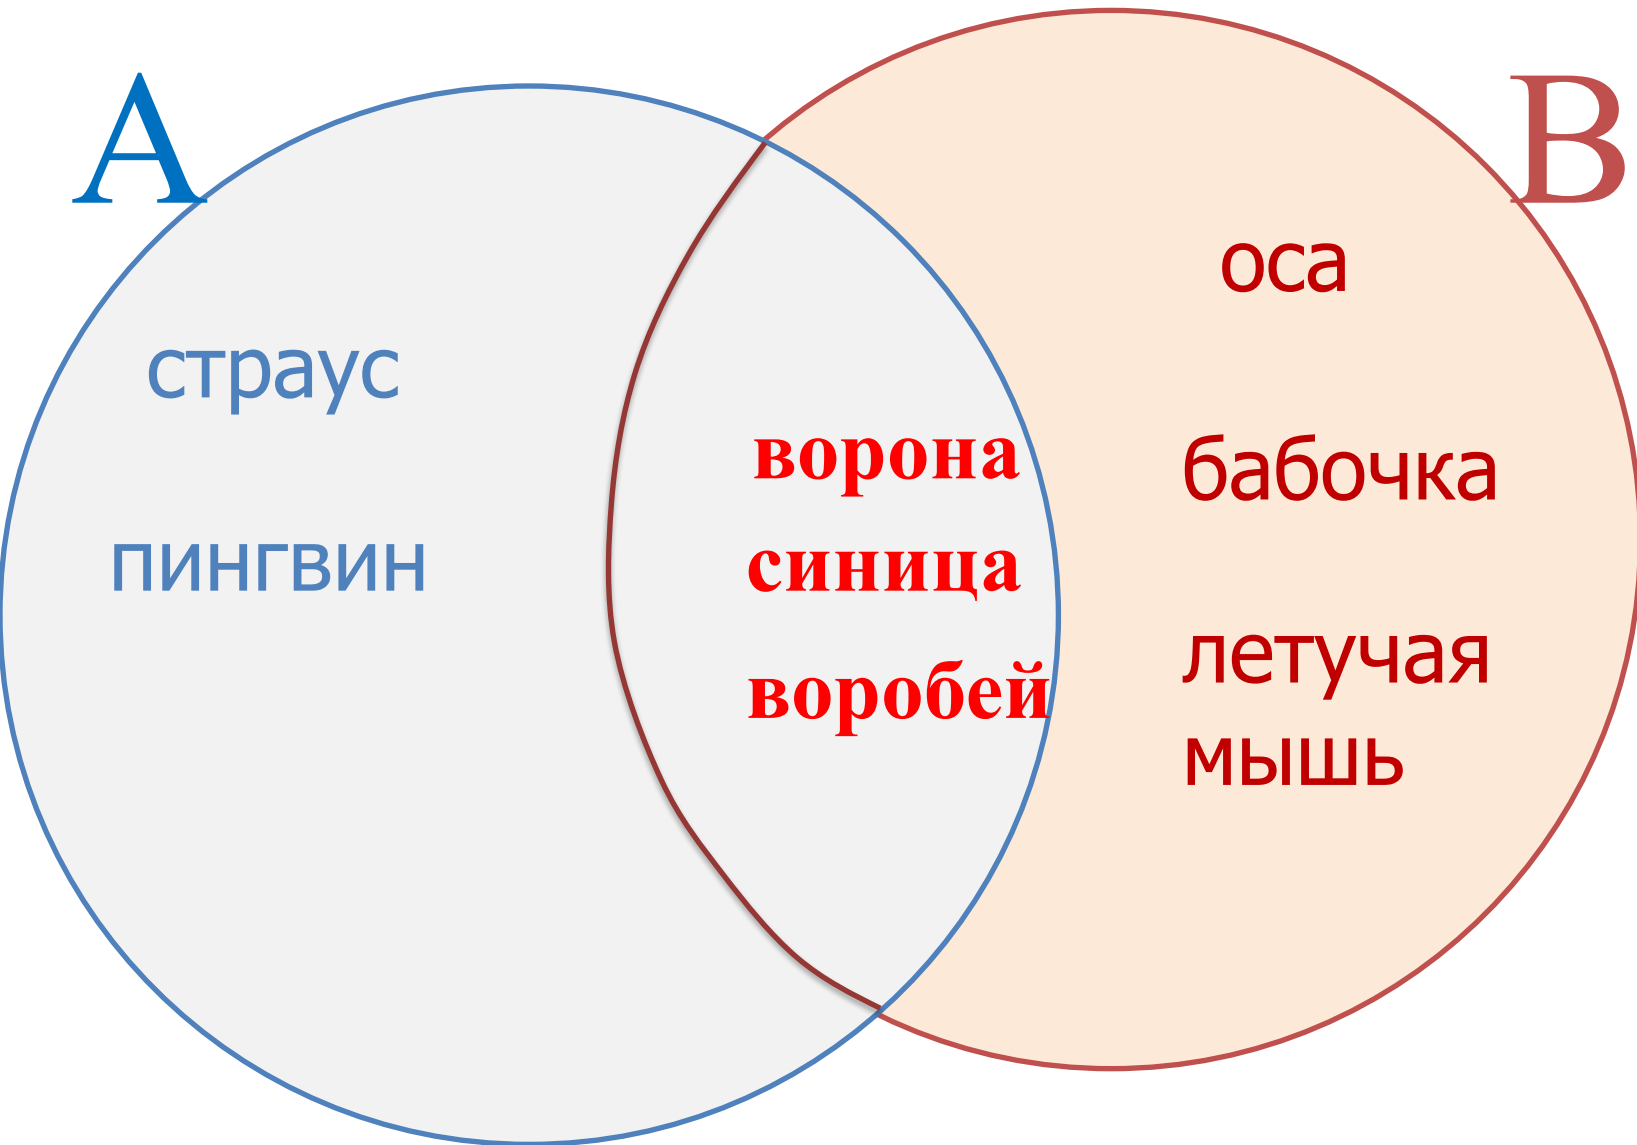 А
В
страус
пингвин
ворона
синица
воробей
оса
бабочка
летучая
мышь